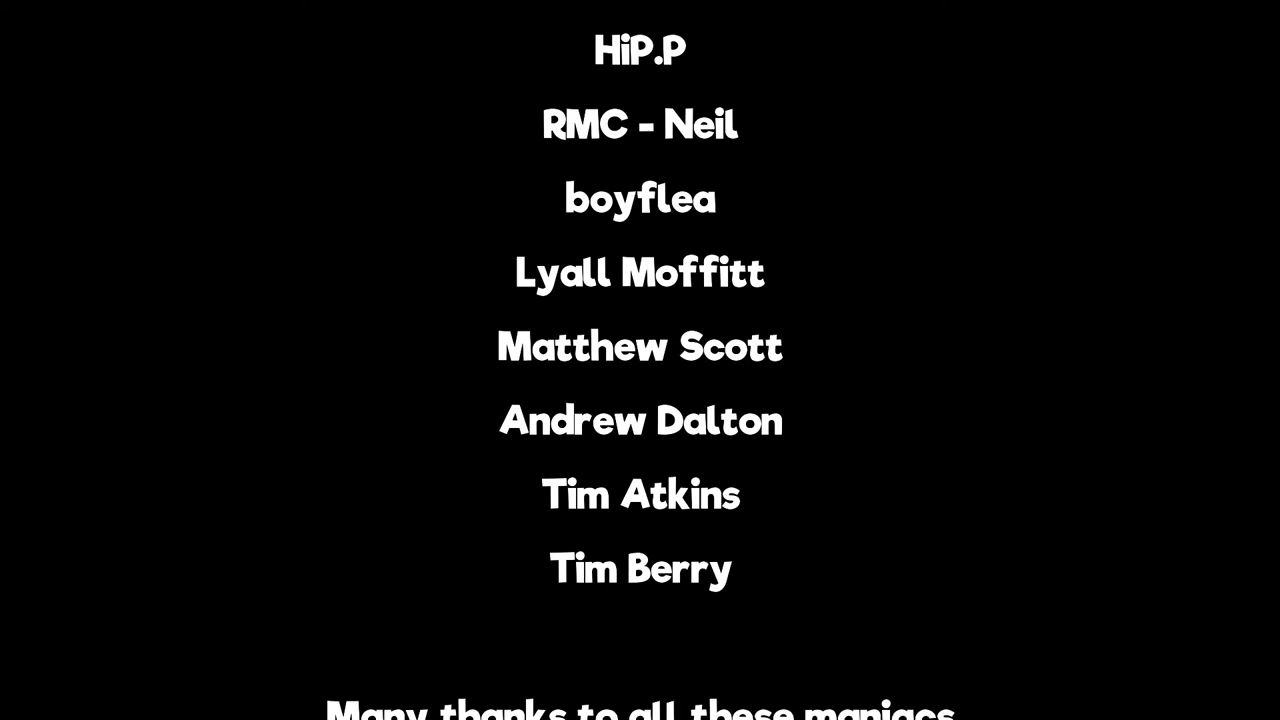 HiP.P
RMC - Neil
boyflea
Lyall Moffitt
Matthew Scott
Andrew Dalton
Tim Atkins
Tim Berry
Many thanks to all these maniacs